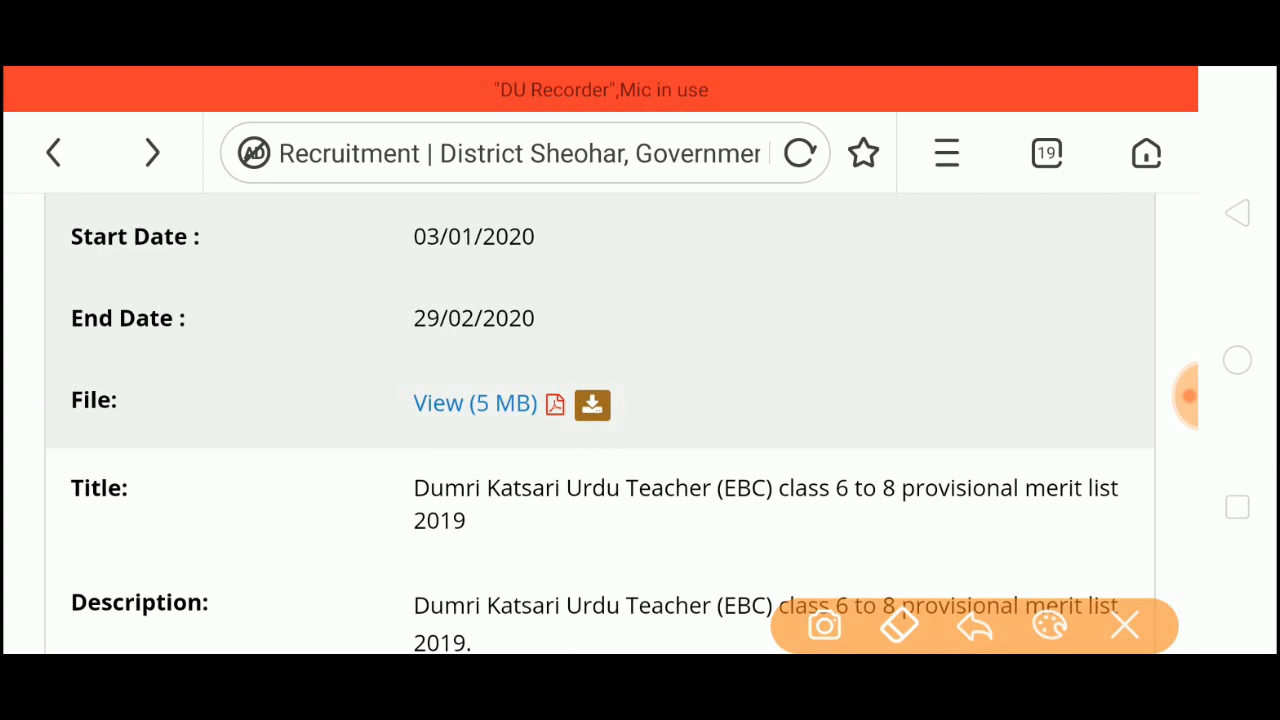 "DU Recorder",Mic in use
AD Recruitment | District Sheohar, Governmer
19
Start Date : 03/01/2020
End Date : 29/02/2020
File: View (5 MB)
Title: Dumri Katsari Urdu Teacher (EBC) class 6 to 8 provisional merit list
2019
Description: Dumri Katsari Urdu Teacher (EBC) class 6 to 8 provisional merit list
2019.